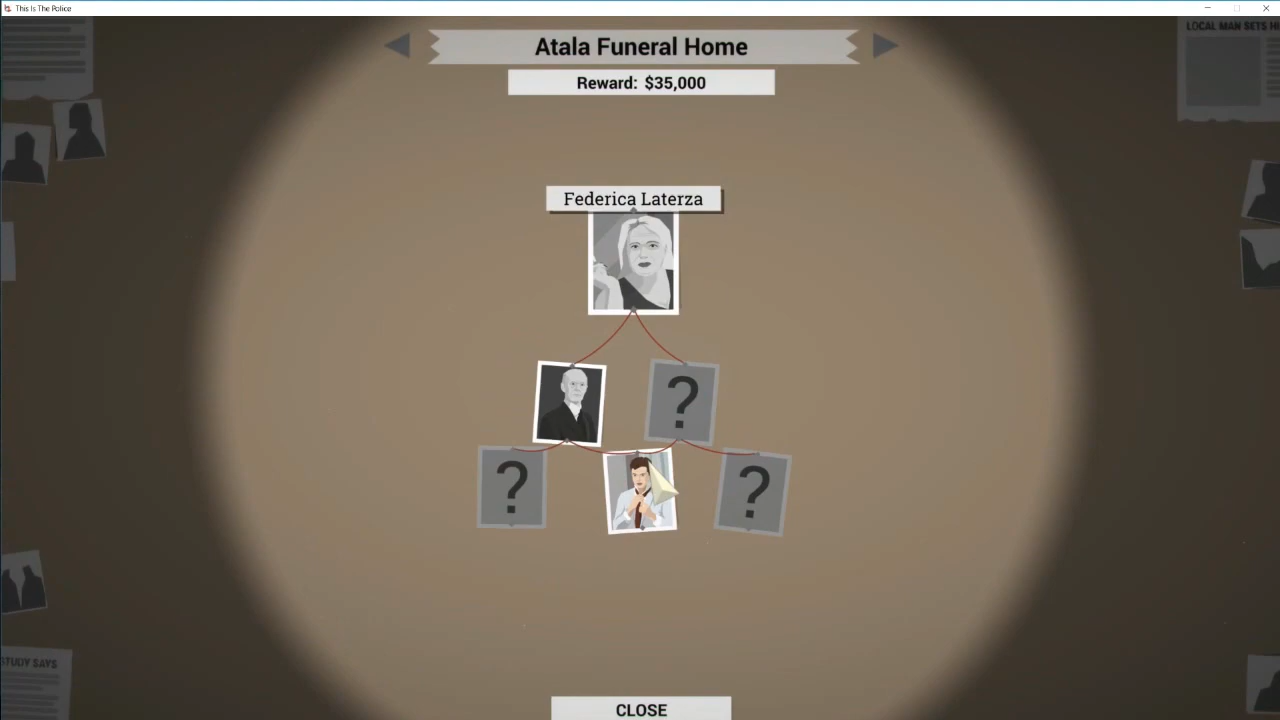 This Is The Police
Atala Funeral Home
LOCAL MAN SETS
Reward: $35,000
Federica Laterza
?
?
?
STUDY SAYS
CLOSE